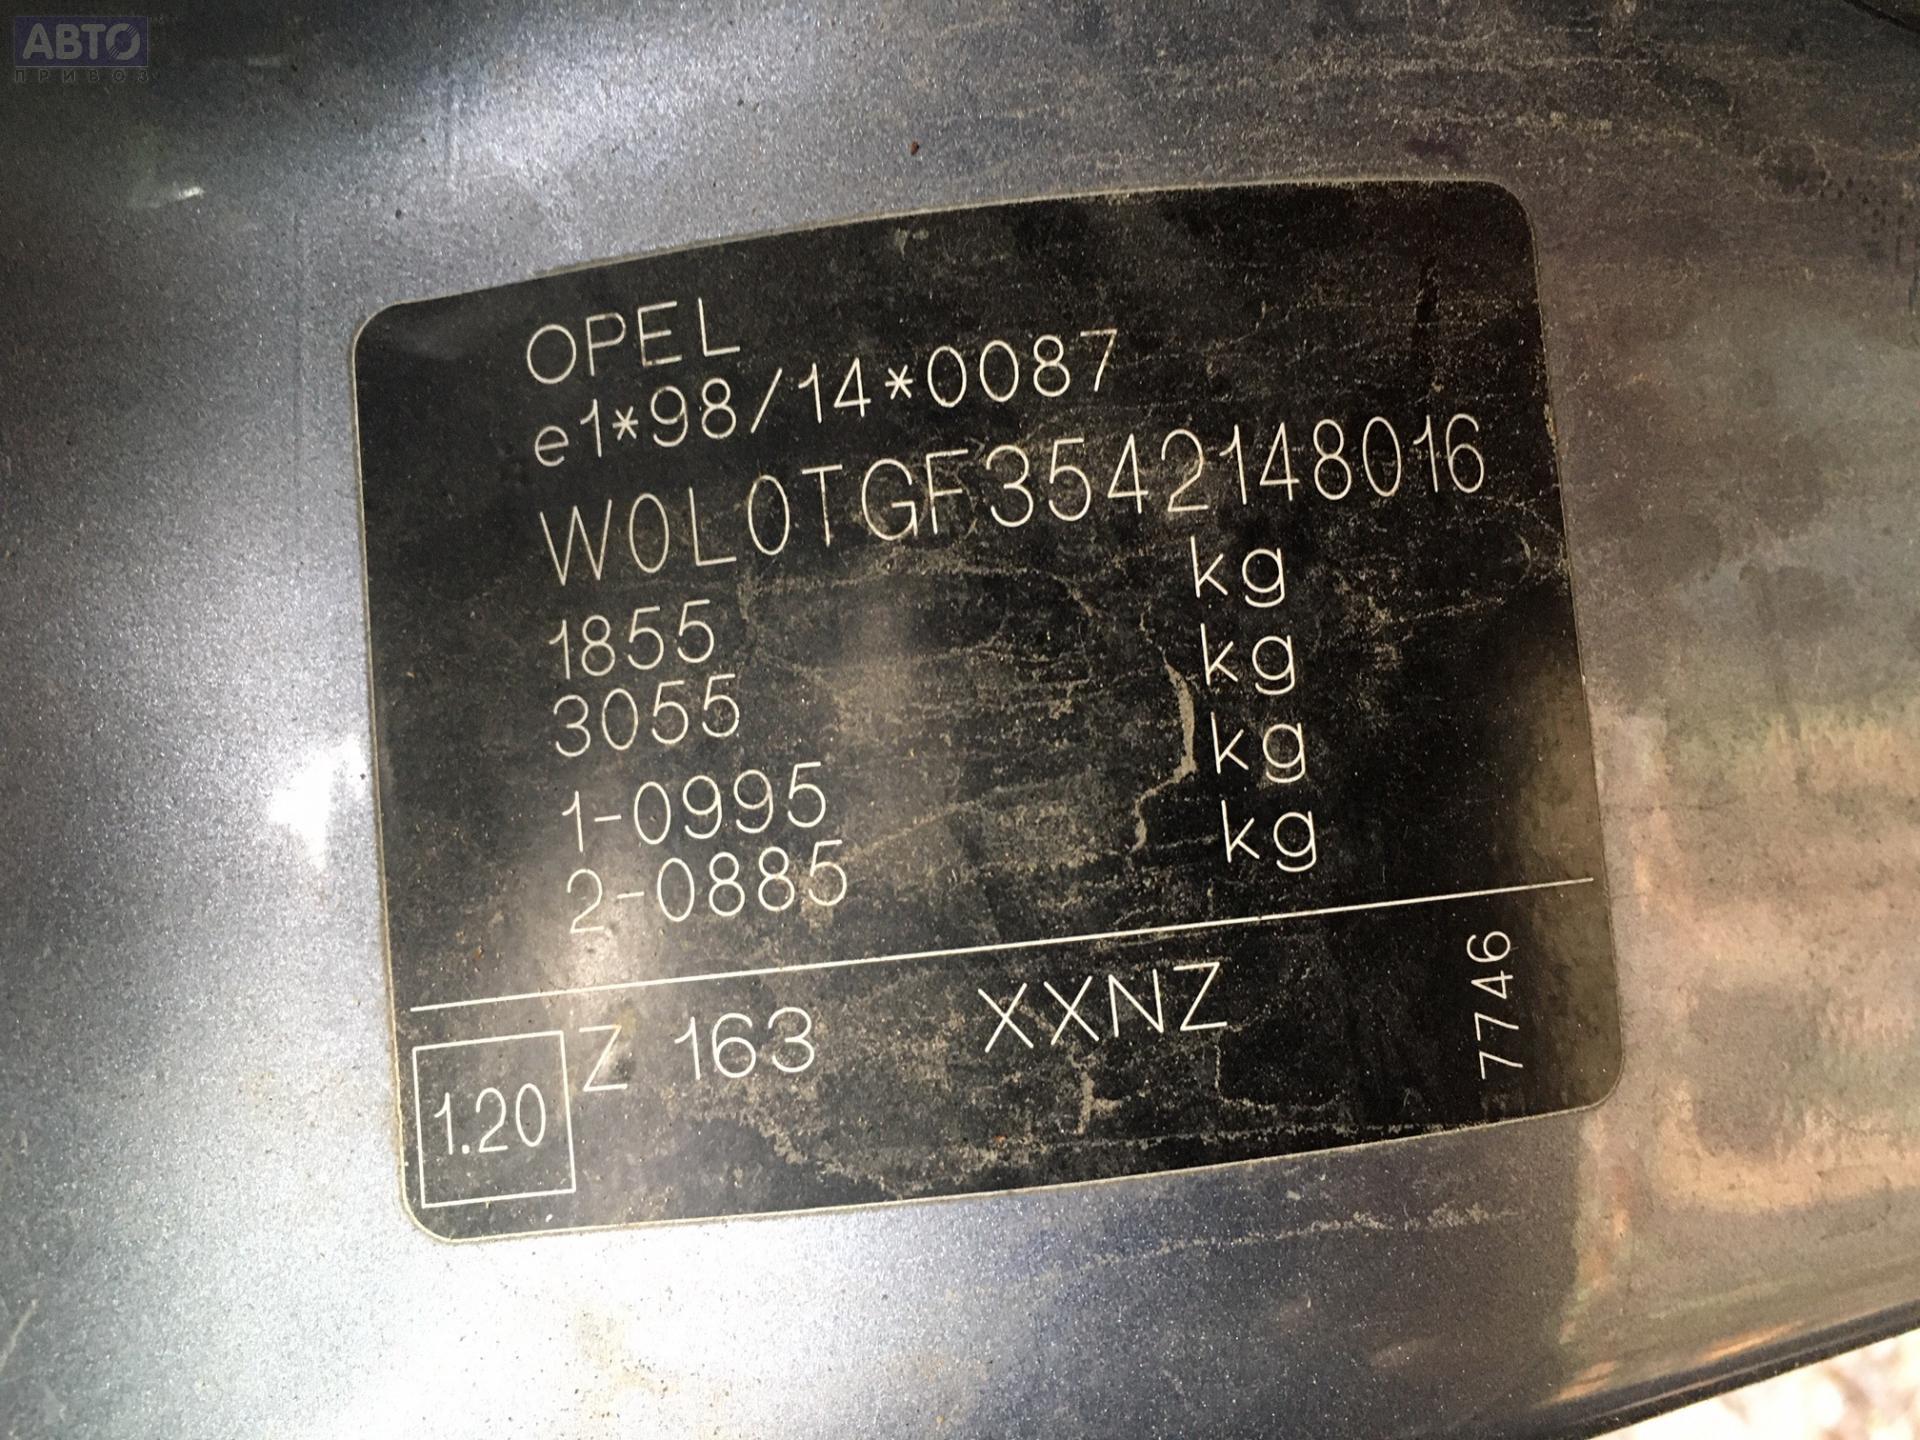 АВТО
ПРИВОЗ
OPEL
e1*98/14*0087
W0L0TGF3542148016
1855 kg
3055 kg
1-0995 kg
2-0885 kg
1.20 Z 163 XXNZ 7746